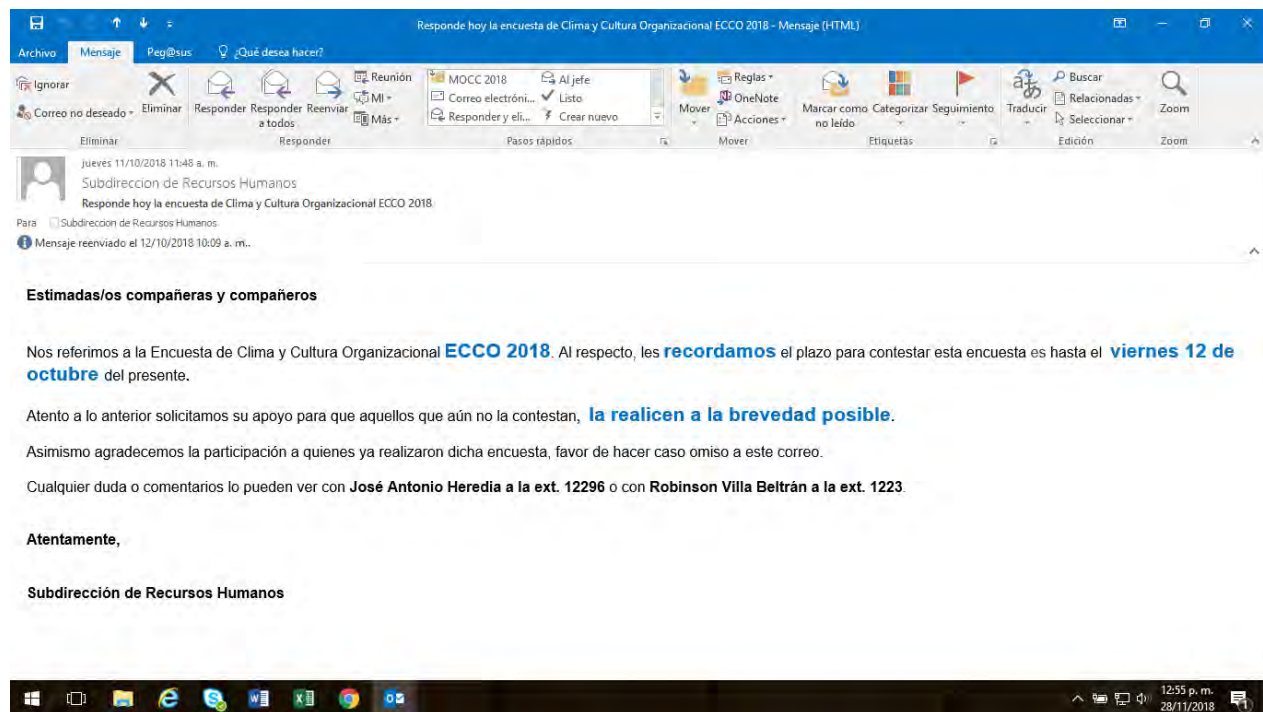 Responde hoy la encuesta de Clima y Cultura Organizacional ECCO 2018 - Mensaje (HTML)
Archivo Mensaje Peg@sus ¿Qué desea hacer?
Ignorar
Correo no deseado
Eliminar
Responder
Responder a todos
Reenviar
Reunión
MI
Más
MOCC 2018
Correo electróni...
Responder y eli...
Al jefe
Listo
Crear nuevo
Mover
Reglas
OneNote
Acciones
Marcar como no leído
Categorizar
Seguimiento
Traducir
Buscar
Relacionadas
Seleccionar
Zoom
Eliminar Responder Pasos rápidos Mover Etiquetas Edición Zoom
jueves 11/10/2018 11:48 a. m.
Subdireccion de Recursos Humanos
Responde hoy la encuesta de Clima y Cultura Organizacional ECCO 2018
Para Subdireccion de Recursos Humanos
Mensaje reenviado el 12/10/2018 10:09 a. m..
Estimadas/os compañeras y compañeros
Nos referimos a la Encuesta de Clima y Cultura Organizacional ECCO 2018. Al respecto, les recordamos el plazo para contestar esta encuesta es hasta el viernes 12 de
octubre del presente.
Atento a lo anterior solicitamos su apoyo para que aquellos que aún no la contestan, la realicen a la brevedad posible.
Asimismo agradecemos la participación a quienes ya realizaron dicha encuesta, favor de hacer caso omiso a este correo.
Cualquier duda o comentarios lo pueden ver con José Antonio Heredia a la ext. 12296 o con Robinson Villa Beltrán a la ext. 1223.
Atentamente,
Subdirección de Recursos Humanos
12:55 p. m.
28/11/2018